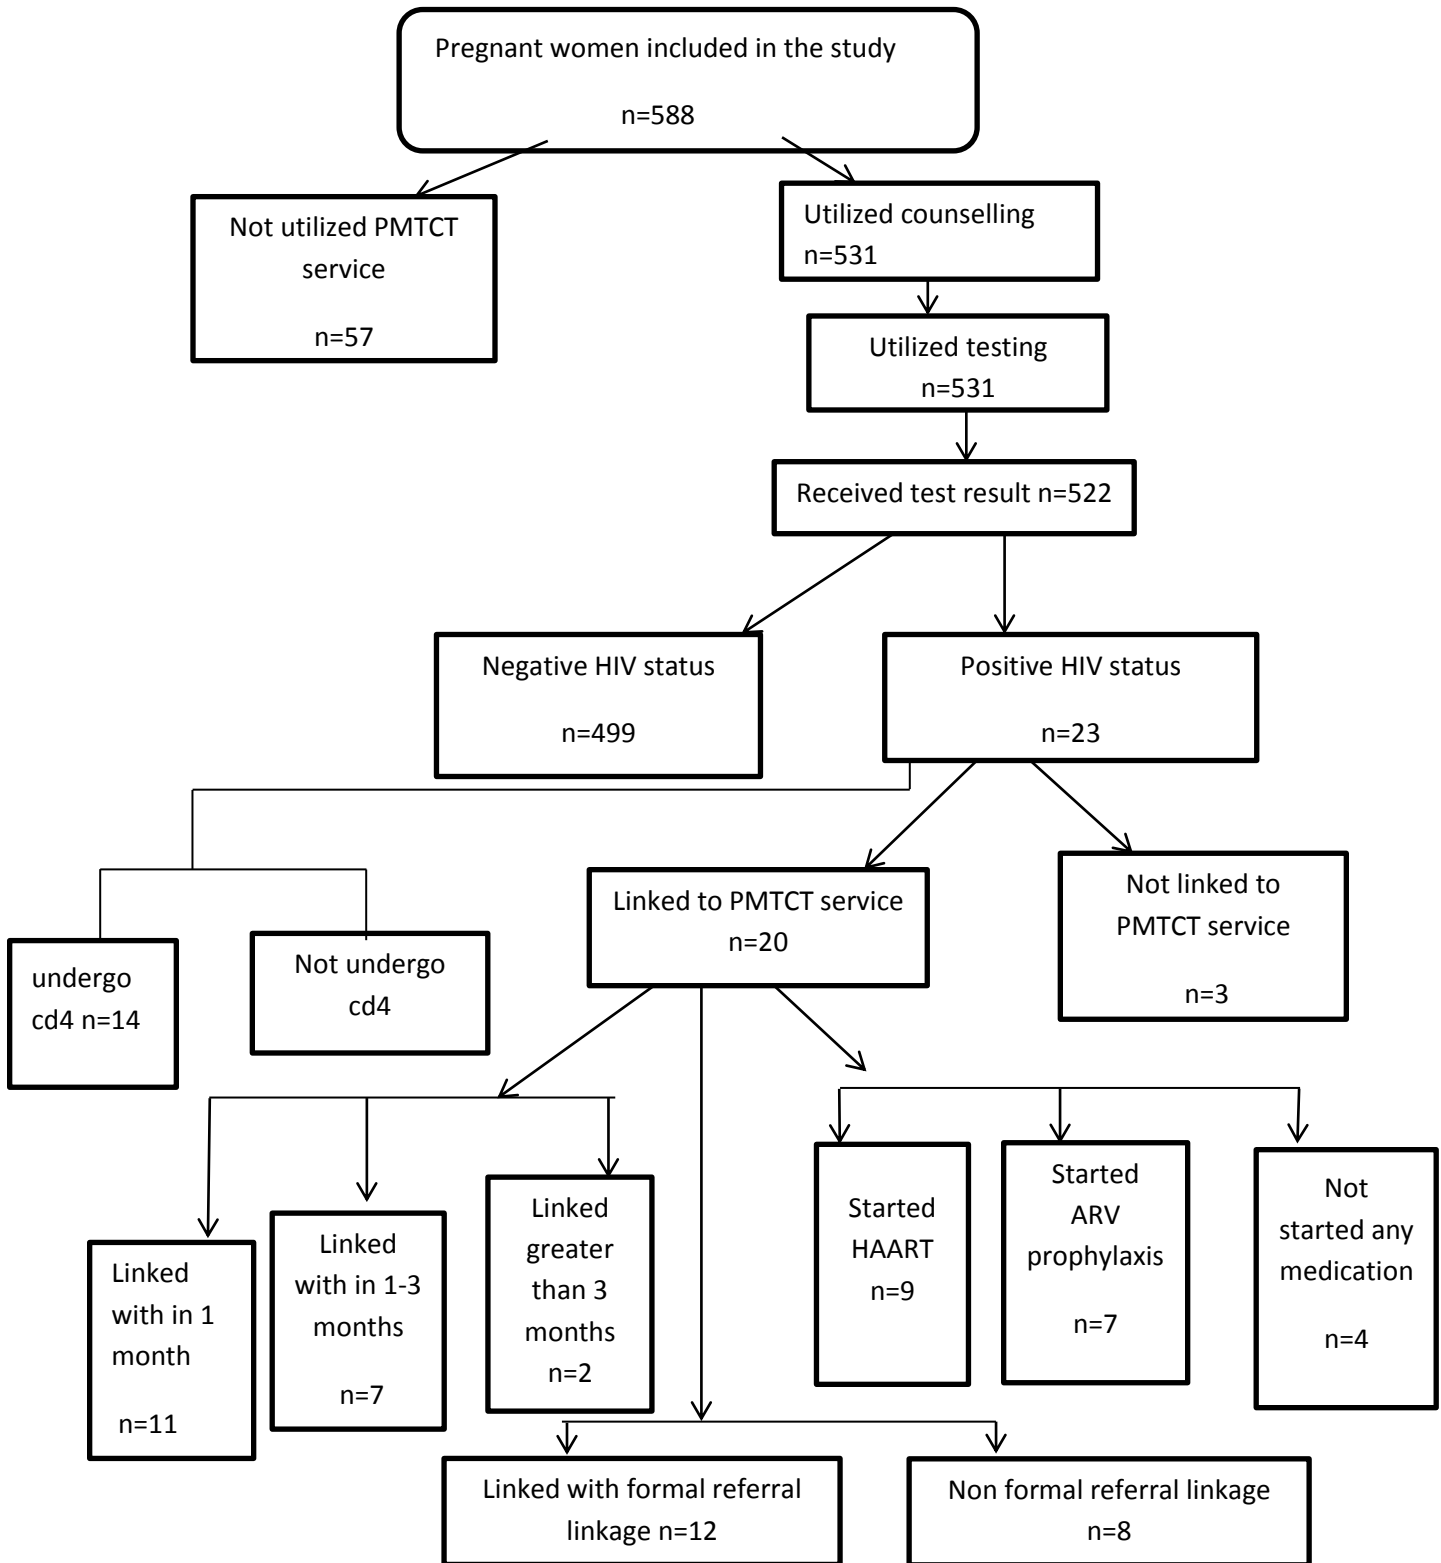 Pregnant women included in the study
n=588
Not utilized PMTCT
service
n=57
Utilized counselling
n=531
Utilized testing
n=531
Received test result n=522
Negative HIV status
n=499
Positive HIV status
n=23
undergo
cd4 n=14
Not undergo
cd4
Linked to PMTCT service
n=20
Not linked to
PMTCT service
n=3
Linked
with in 1
month
n=11
Linked
with in 1-3
months
n=7
Linked
greater
than 3
months
n=2
Started
HAART
n=9
Started
ARV
prophylaxis
n=7
Not
started any
medication
n=4
Linked with formal referral
linkage n=12
Non formal referral linkage
n=8